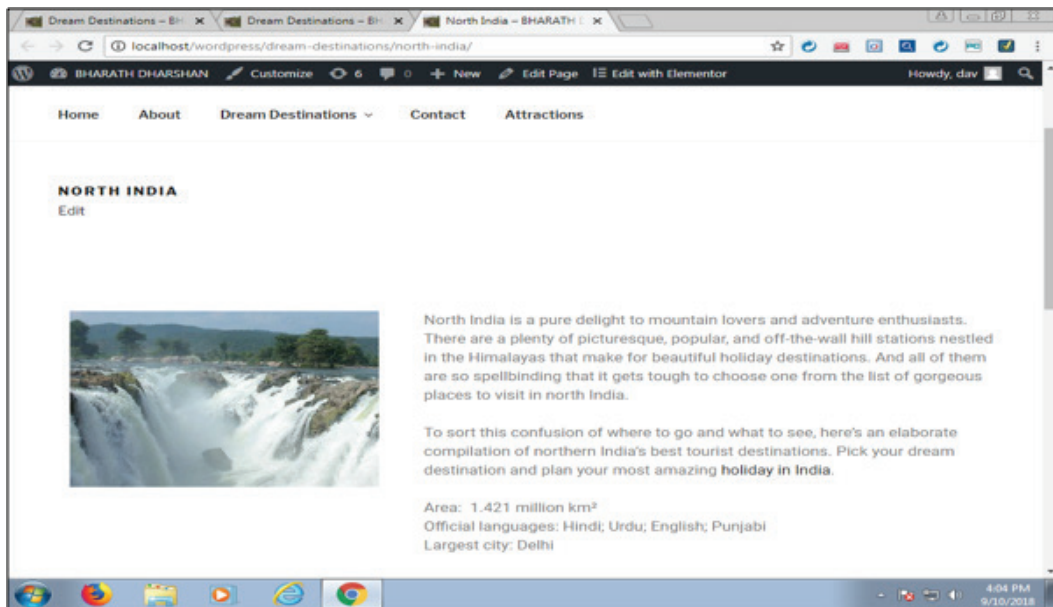 Dream Destinations – BH
Dream Destinations – BH
North India – BHARATH
localhost/wordpress/dream-destinations/north-india/
BHARATH DHARSHAN Customize 6 0 + New Edit Page Edit with Elementor Howdy, dav
Home About Dream Destinations Contact Attractions
NORTH INDIA
Edit
North India is a pure delight to mountain lovers and adventure enthusiasts.
There are a plenty of picturesque, popular, and off-the-wall hill stations nestled
in the Himalayas that make for beautiful holiday destinations. And all of them
are so spellbinding that it gets tough to choose one from the list of gorgeous
places to visit in north India.
To sort this confusion of where to go and what to see, here's an elaborate
compilation of northern India's best tourist destinations. Pick your dream
destination and plan your most amazing holiday in India.
Area: 1.421 million km²
Official languages: Hindi; Urdu; English; Punjabi
Largest city: Delhi
4:04 PM
9/10/2018